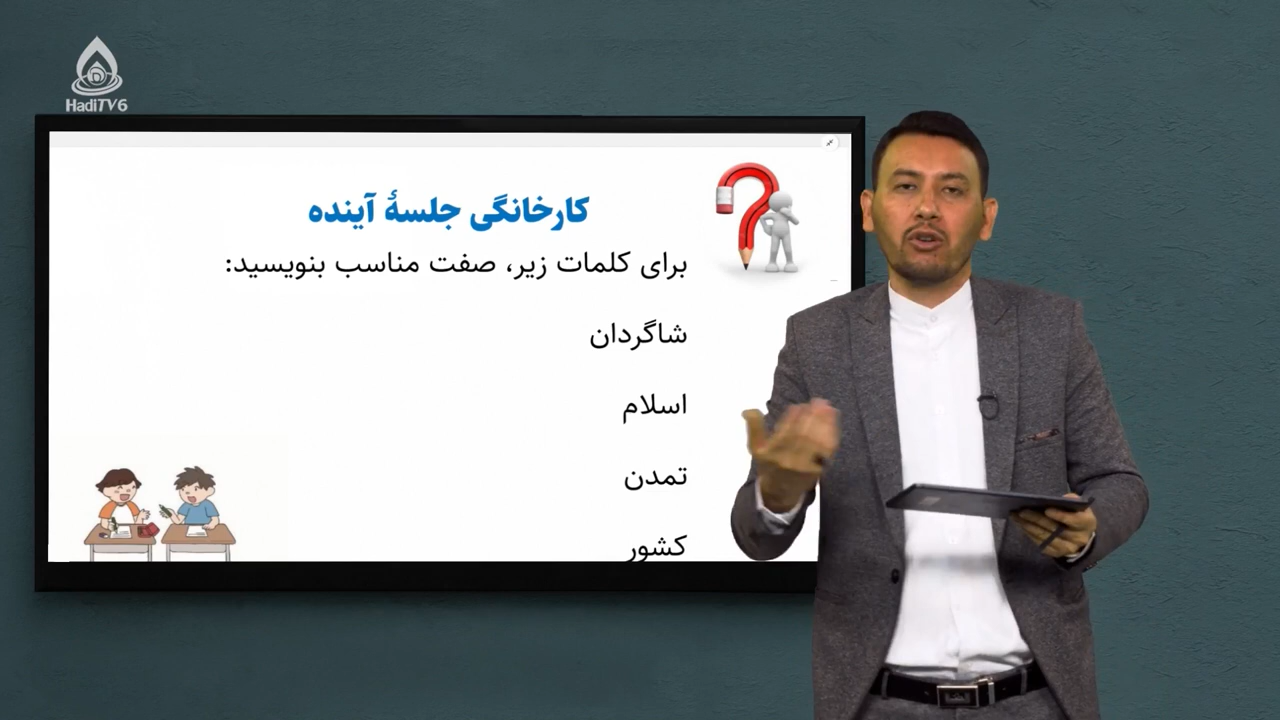 HadiTV6
کارخانگی جلسهٔ آینده
برای کلمات زیر، صفت مناسب بنویسید:
شاگردان
اسلام
تمدن
کشور